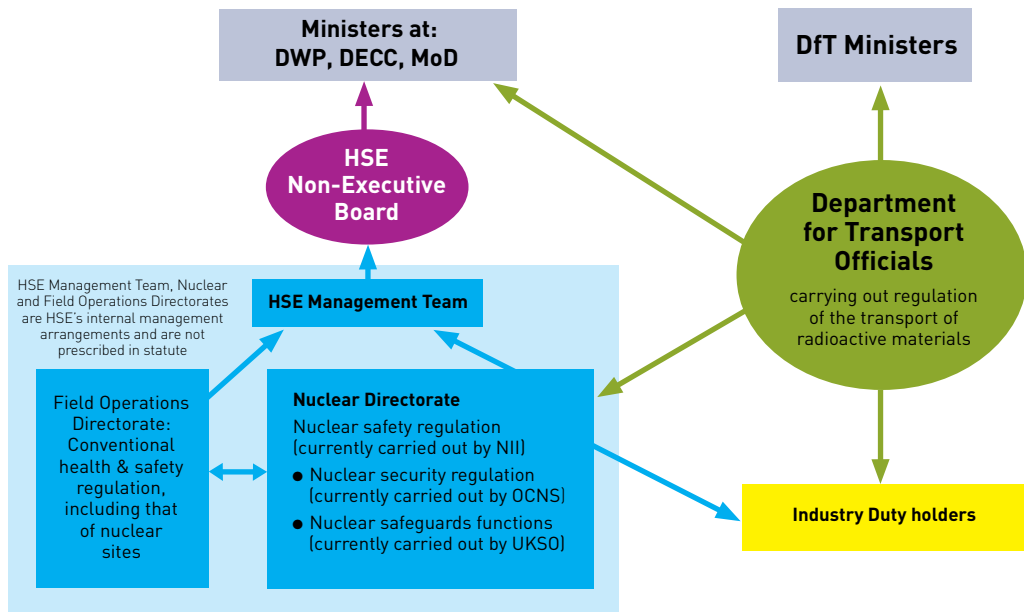 Ministers at:
DWP, DECC, MoD
DfT Ministers
HSE
Non-Executive
Board
Department
for Transport
Officials
carrying out regulation
of the transport of
radioactive materials
HSE Management Team, Nuclear
and Field Operations Directorates
are HSE's internal management
arrangements and are not
prescribed in statute
HSE Management Team
Field Operations
Directorate:
Conventional
health & safety
regulation,
including that
of nuclear
sites
Nuclear Directorate
Nuclear safety regulation
(currently carried out by NII)
● Nuclear security regulation
(currently carried out by OCNS)
● Nuclear safeguards functions
(currently carried out by UKSO)
Industry Duty holders